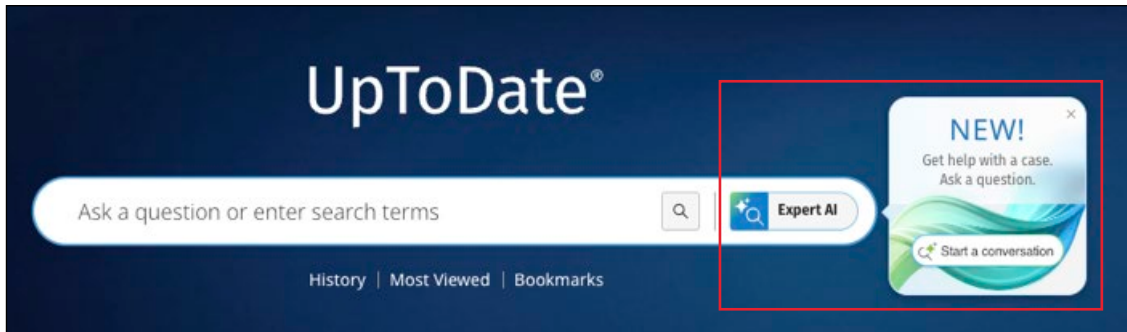 UpToDate®
Ask a question or enter search terms
Expert AI
History | Most Viewed | Bookmarks
NEW!
Get help with a case.
Ask a question.
Start a conversation